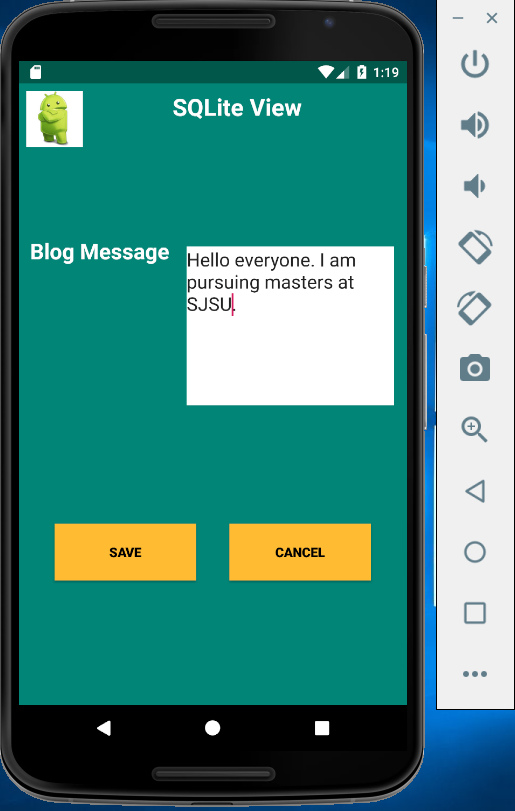 1:19
SQLite View
Blog Message
Hello everyone. I am
pursuing masters at
SJSU.
SAVE
CANCEL